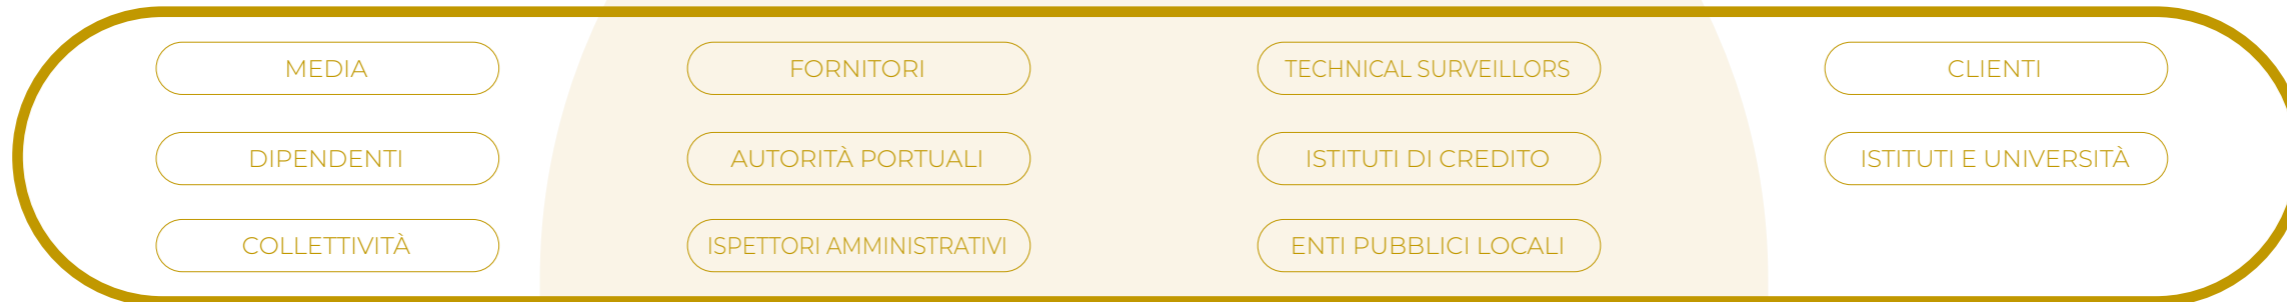 MEDIA
FORNITORI
TECHNICAL SURVEILLORS
CLIENTI
DIPENDENTI
AUTORITÀ PORTUALI
ISTITUTI DI CREDITO
ISTITUTI E UNIVERSITÀ
COLLETTIVITÀ
ISPETTORI AMMINISTRATIVI
ENTI PUBBLICI LOCALI